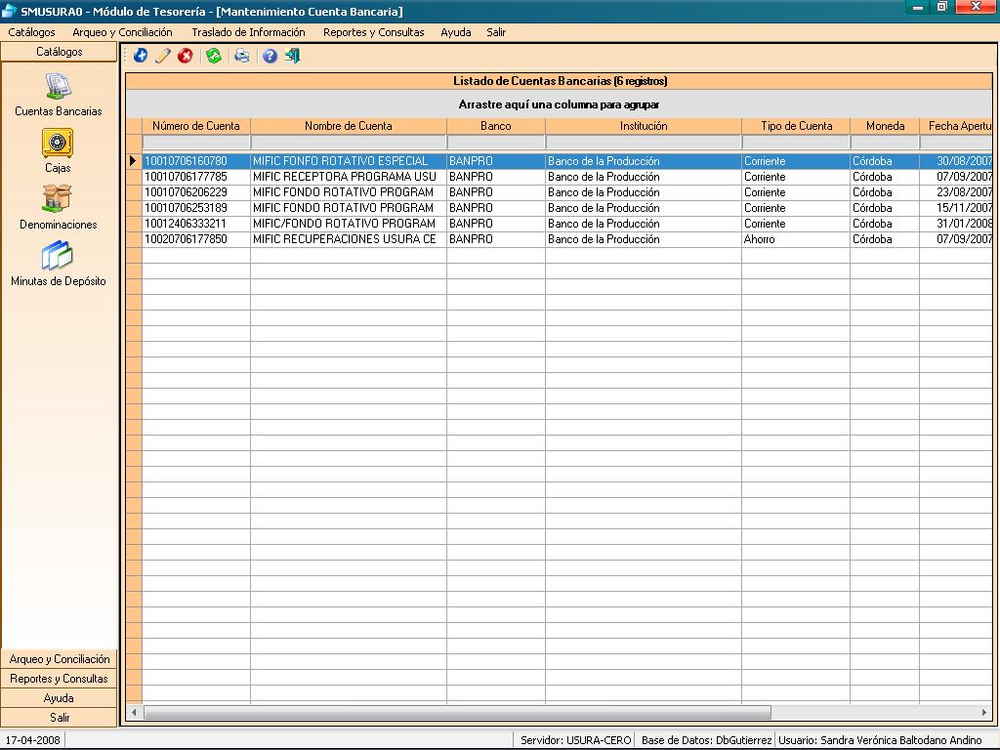 SMUSURA0 - Módulo de Tesorería - [Mantenimiento Cuenta Bancaria]
Catálogos Arqueo y Conciliación Traslado de Información Reportes y Consultas Ayuda Salir
Catálogos
Cuentas Bancarias
Cajas
Denominaciones
Minutas de Depósito
Arqueo y Conciliación
Reportes y Consultas
Ayuda
Salir
Listado de Cuentas Bancarias (6 registros)
Arrastre aquí una columna para agrupar
Número de Cuenta Nombre de Cuenta Banco Institución Tipo de Cuenta Moneda Fecha Apertu
10010706160780 MIFIC FONFO ROTATIVO ESPECIAL BANPRO Banco de la Producción Corriente Córdoba 30/08/2007
10010706177785 MIFIC RECEPTORA PROGRAMA USU BANPRO Banco de la Producción Corriente Córdoba 07/09/2007
10010706206229 MIFIC FONDO ROTATIVO PROGRAM BANPRO Banco de la Producción Corriente Córdoba 23/08/2007
10010706253189 MIFIC FONDO ROTATIVO PROGRAM BANPRO Banco de la Producción Corriente Córdoba 15/11/2007
10012406333211 MIFIC/FONDO ROTATIVO PROGRAM BANPRO Banco de la Producción Corriente Córdoba 31/01/2008
10020706177850 MIFIC RECUPERACIONES USURA CE BANPRO Banco de la Producción Ahorro Córdoba 07/09/2007
17-04-2008 Servidor: USURA-CERO Base de Datos: DbGutierrez Usuario: Sandra Verónica Baltodano Andino